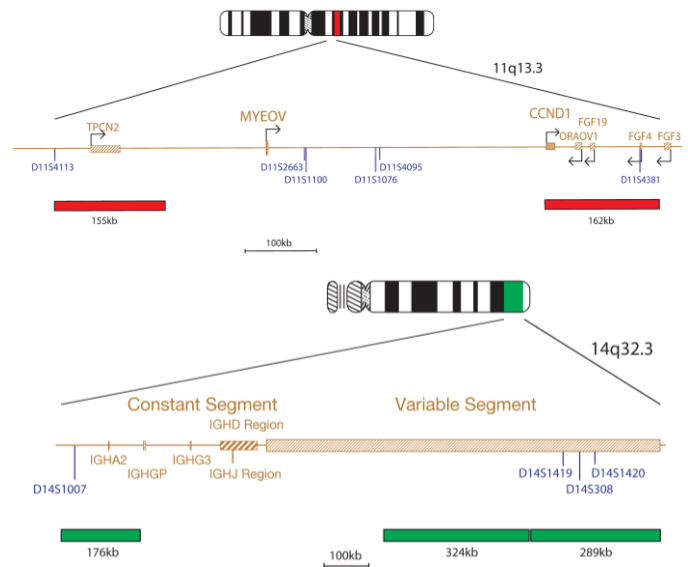 11q13.3
TPCN2
MYEOV
CCND1
FGF19
ORAOV1
FGF4
FGF3
D11S4113
D11S2663
D11S1100
D11S4095
D11S1076
D11S4381
155kb
162kb
100kb
14q32.3
Constant Segment
Variable Segment
IGHD Region
IGHA2
IGHGP
IGHG3
IGHJ Region
D14S1007
D14S1419
D14S1420
D14S308
176kb
100kb
324kb
289kb